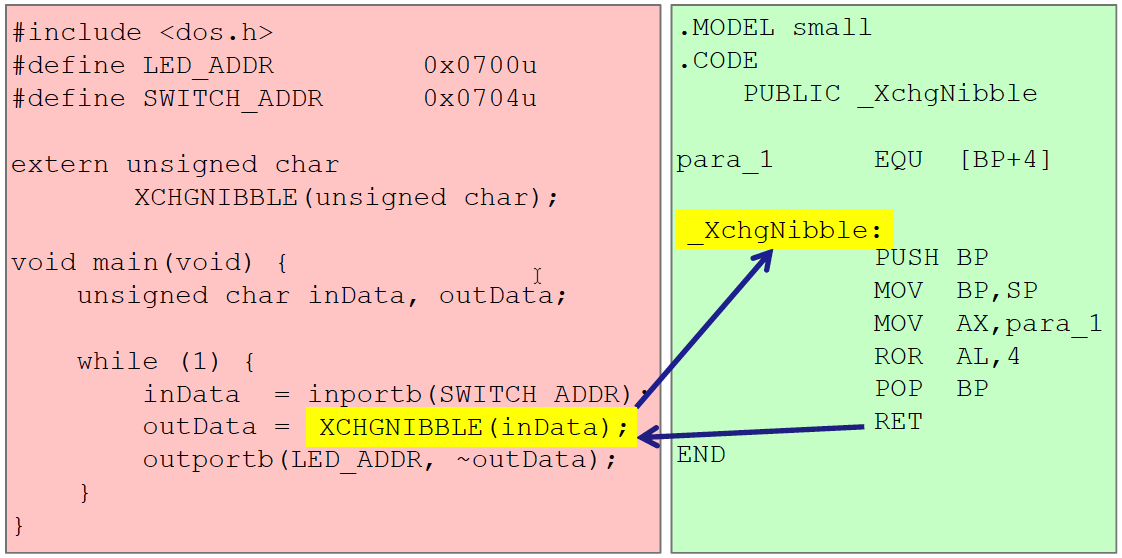 #include <dos.h>
#define LED_ADDR 0x0700u
#define SWITCH_ADDR 0x0704u
extern unsigned char
XCHGNIBBLE(unsigned char);
void main(void) {
unsigned char inData, outData;
while (1) {
inData = inportb(SWITCH_ADDR);
outData = XCHGNIBBLE(inData);
outportb(LED_ADDR, ~outData);
}
}
.MODEL small
.CODE
PUBLIC _XchgNibble
para_1 EQU [BP+4]
_XchgNibble:
PUSH BP
MOV BP,SP
MOV AX,para_1
ROR AL,4
POP BP
RET
END